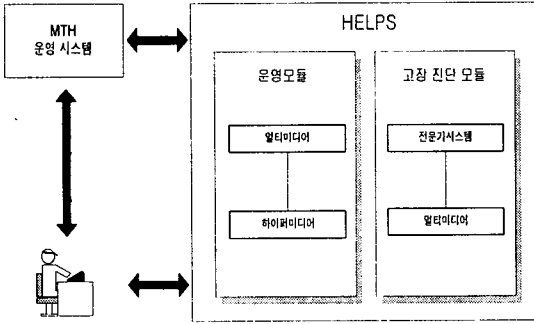 MTH
운영 시스템
HELPS
운영모듈
고장 진단 모듈
멀티미디어
전문가시스템
하이퍼미디어
멀티미디어